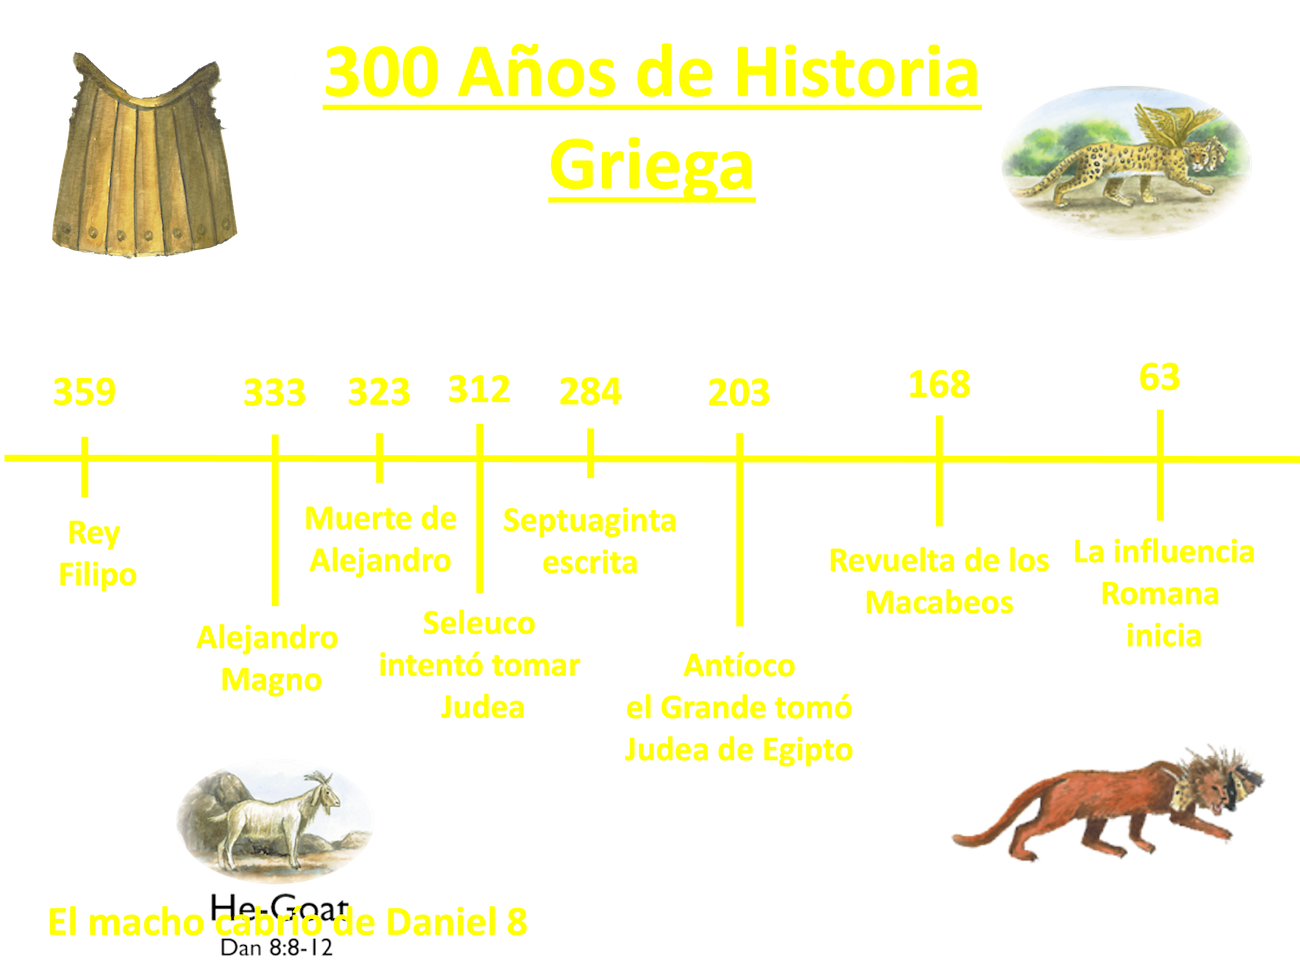 300 Años de Historia
Griega
359 333 323 312 284 203 168 63
Rey
Filipo
Alejandro
Magno
Muerte de
Alejandro
Seleuco
intentó tomar
Judea
Septuaginta
escrita
Antíoco
el Grande tomó
Judea de Egipto
Revuelta de los
Macabeos
La influencia
Romana
inicia
He-Goat
El macho cabrío de Daniel 8
Dan 8:8-12